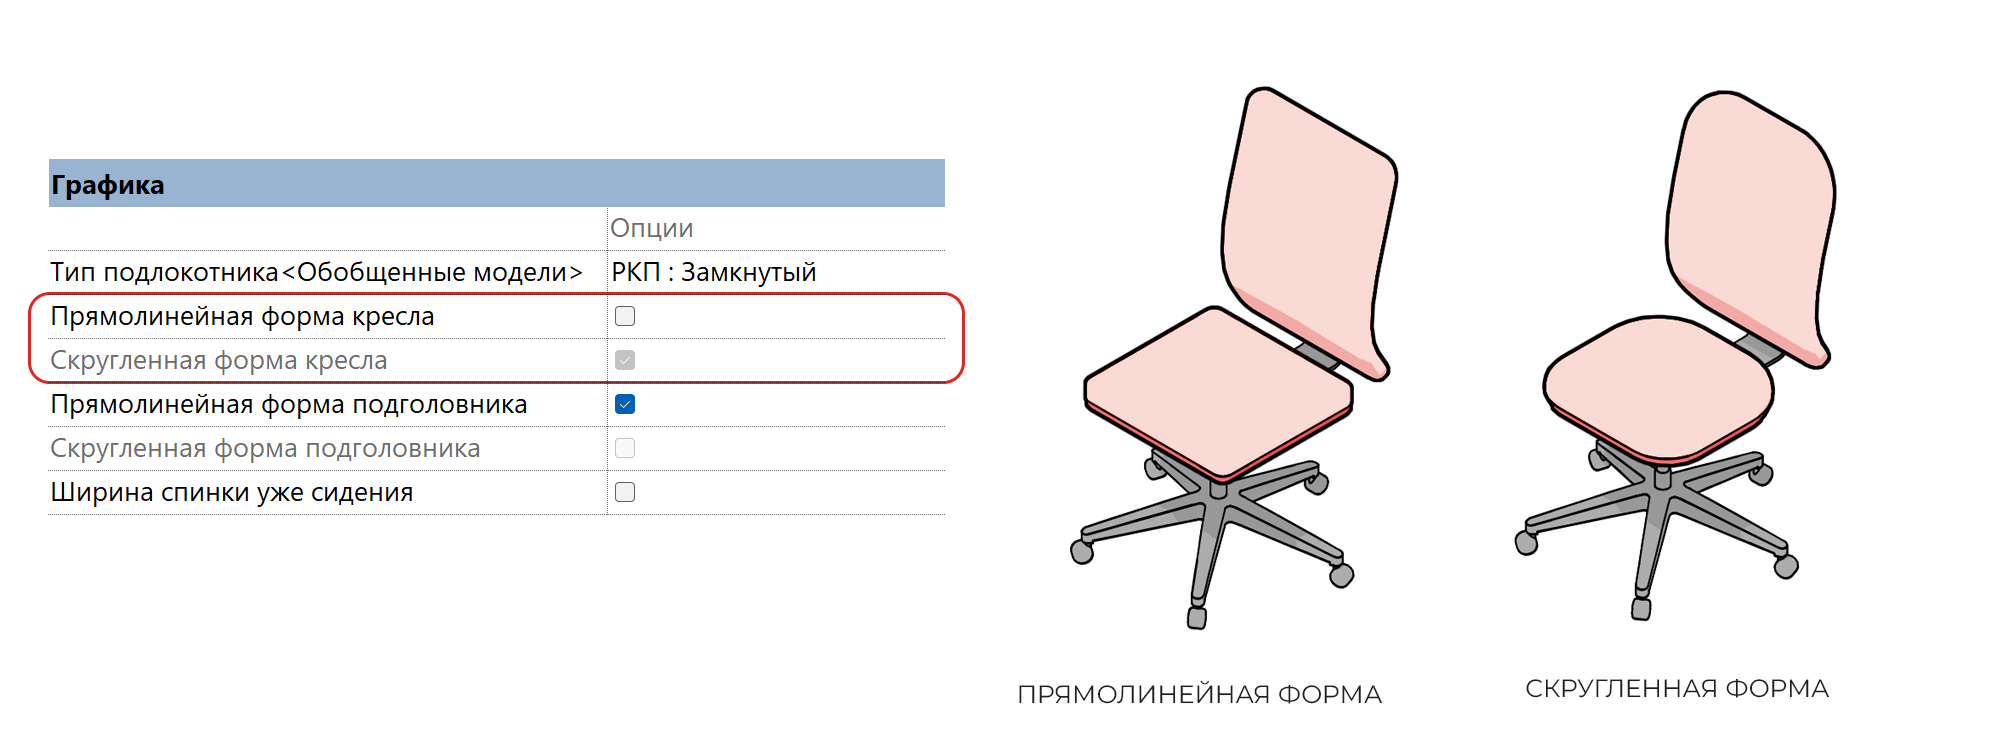 Графика
Опции
Тип подлокотника<Обобщенные модели> РКП : Замкнутый
Прямолинейная форма кресла
Скругленная форма кресла
Прямолинейная форма подголовника
Скругленная форма подголовника
Ширина спинки уже сидения
ПРЯМОЛИНЕЙНАЯ ФОРМА
СКРУГЛЕННАЯ ФОРМА